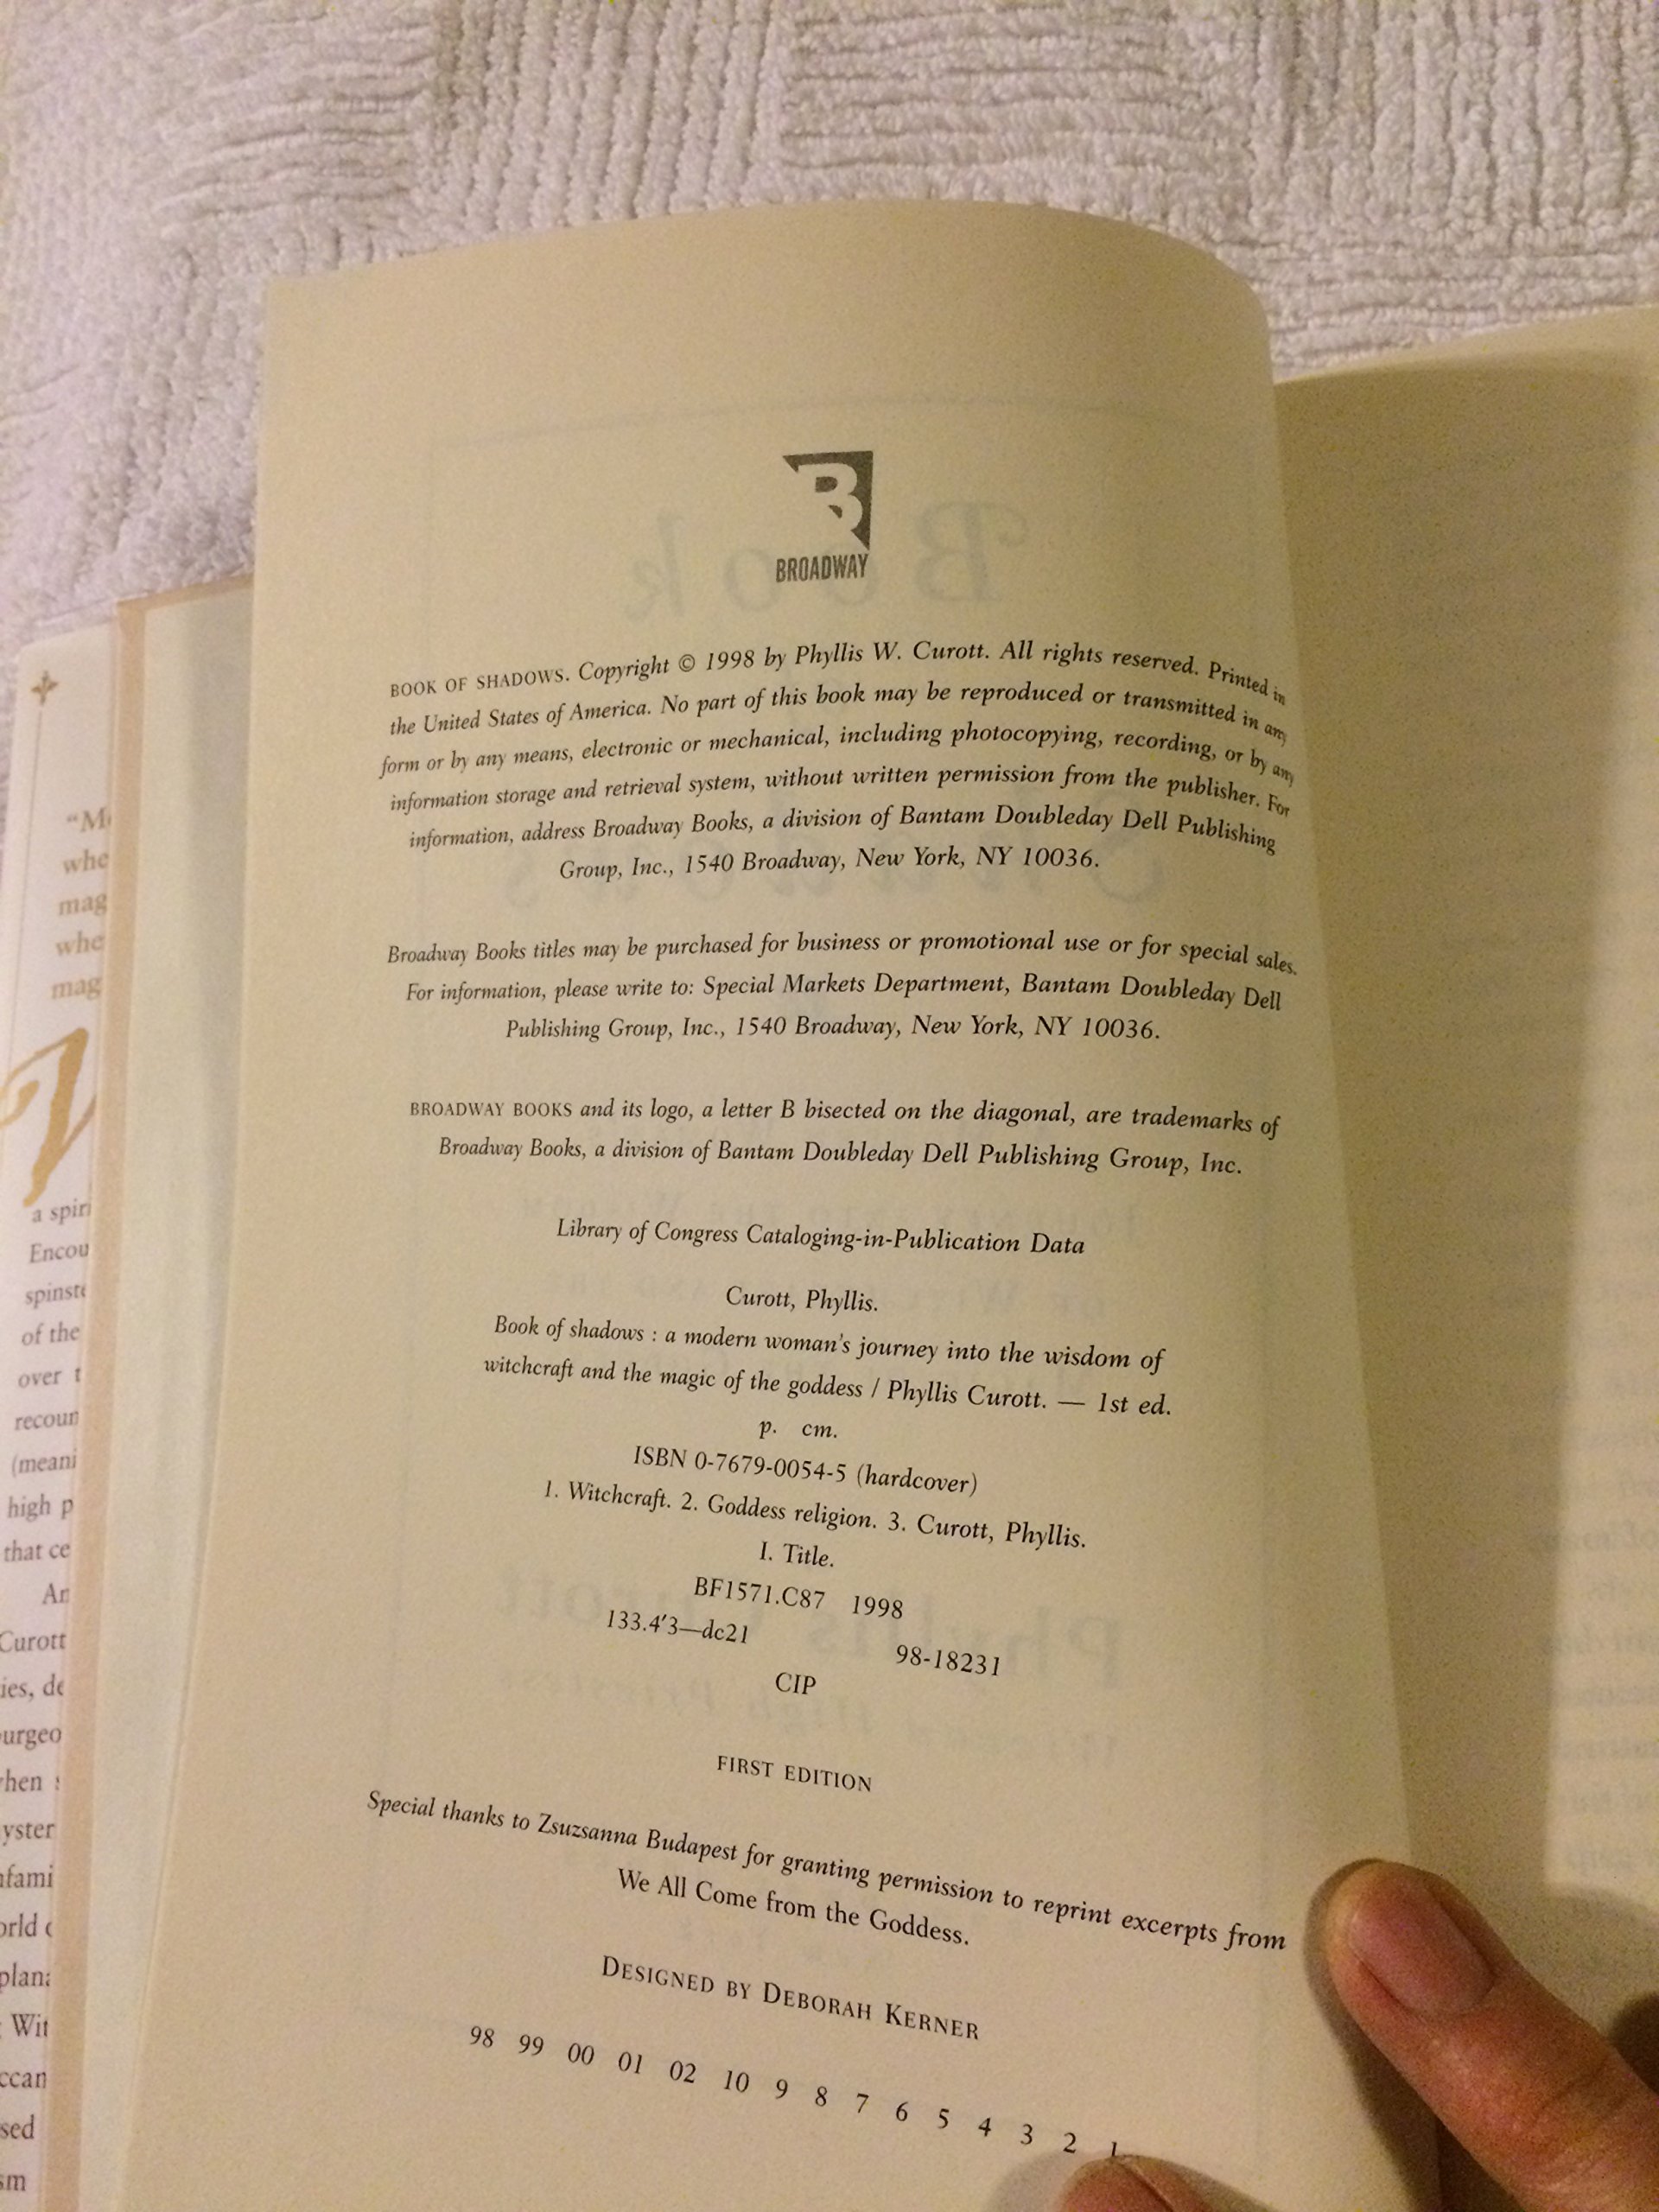 B
BROADWAY
BOOK OF SHADOWS. Copyright © 1998 by Phyllis W. Curott. All rights reserved. Printed in
the United States of America. No part of this book may be reproduced or transmitted in any
form or by any means, electronic or mechanical, including photocopying, recording, or by any
information storage and retrieval system, without written permission from the publisher. For
information, address Broadway Books, a division of Bantam Doubleday Dell Publishing
Group, Inc., 1540 Broadway, New York, NY 10036.
Broadway Books titles may be purchased for business or promotional use or for special sales.
For information, please write to: Special Markets Department, Bantam Doubleday Dell
Publishing Group, Inc., 1540 Broadway, New York, NY 10036.
BROADWAY BOOKS and its logo, a letter B bisected on the diagonal, are trademarks of
Broadway Books, a division of Bantam Doubleday Dell Publishing Group, Inc.
Library of Congress Cataloging-in-Publication Data
Curott, Phyllis.
Book of shadows : a modern woman's journey into the wisdom of
witchcraft and the magic of the goddess / Phyllis Curott. — 1st ed.
p. cm.
ISBN 0-7679-0054-5 (hardcover)
1. Witchcraft. 2. Goddess religion. 3. Curott, Phyllis.
I. Title.
BF1571.C87 1998
133.4'3—dc21 98-18231
CIP
FIRST EDITION
Special thanks to Zsuzsanna Budapest for granting permission to reprint excerpts from
We All Come from the Goddess.
DESIGNED BY DEBORAH KERNER
98 99 00 01 02 10 9 8 7 6 5 4 3 2 1